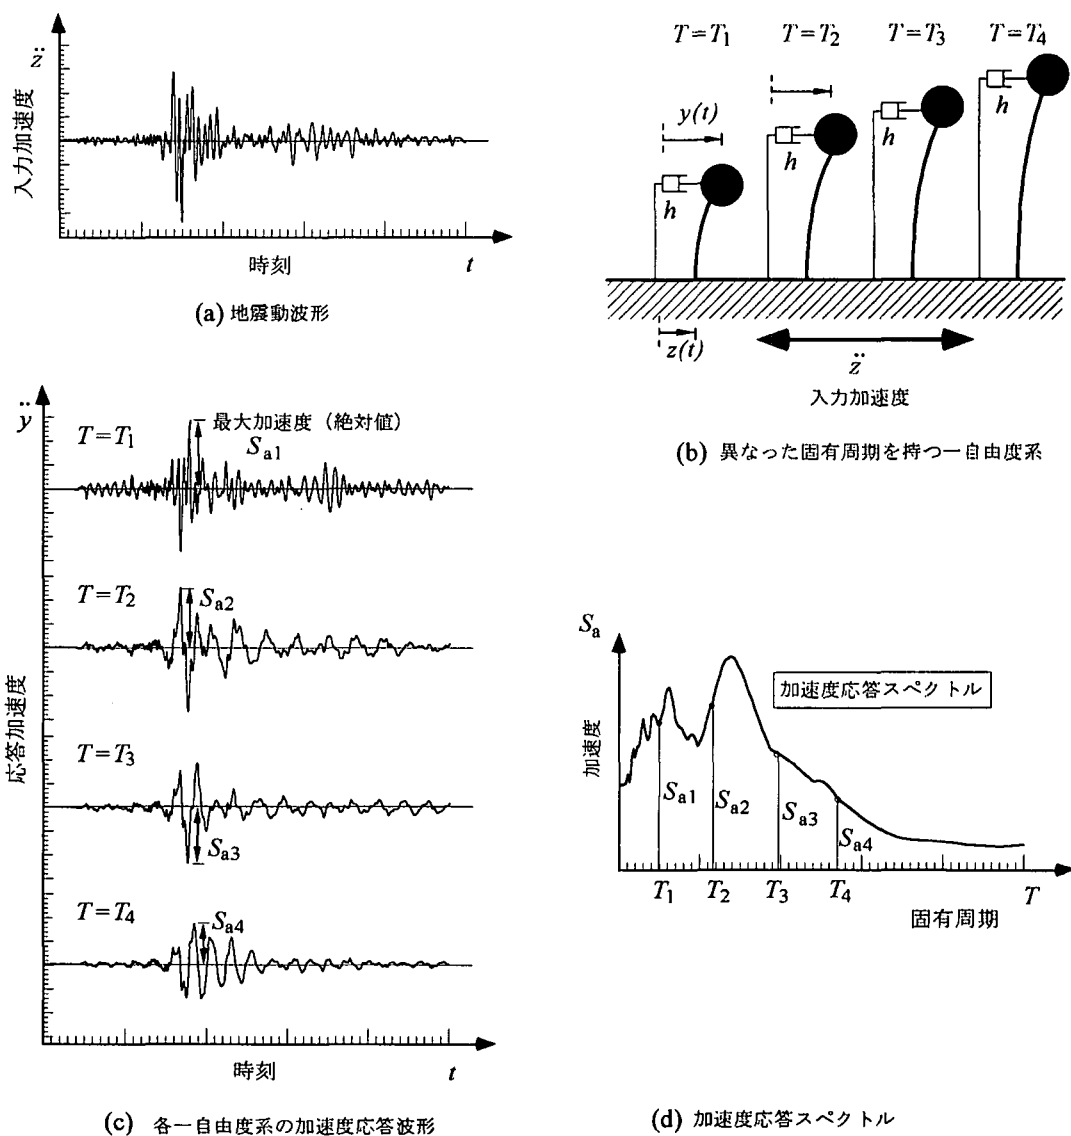 z̈
入力加速度
時刻
t
(a) 地震動波形
T=T1 T=T2 T=T3 T=T4
y(t)
h
h
h
h
z(t)
z̈
入力加速度
(b) 異なった固有周期を持つ一自由度系
ÿ
応答加速度
T=T1
最大加速度(絶対値)
Sa1
T=T2
Sa2
T=T3
Sa3
T=T4
Sa4
時刻
t
(c) 各一自由度系の加速度応答波形
Sa
加速度
加速度応答スペクトル
Sa1
Sa2
Sa3
Sa4
T1 T2 T3 T4 T
固有周期
(d) 加速度応答スペクトル